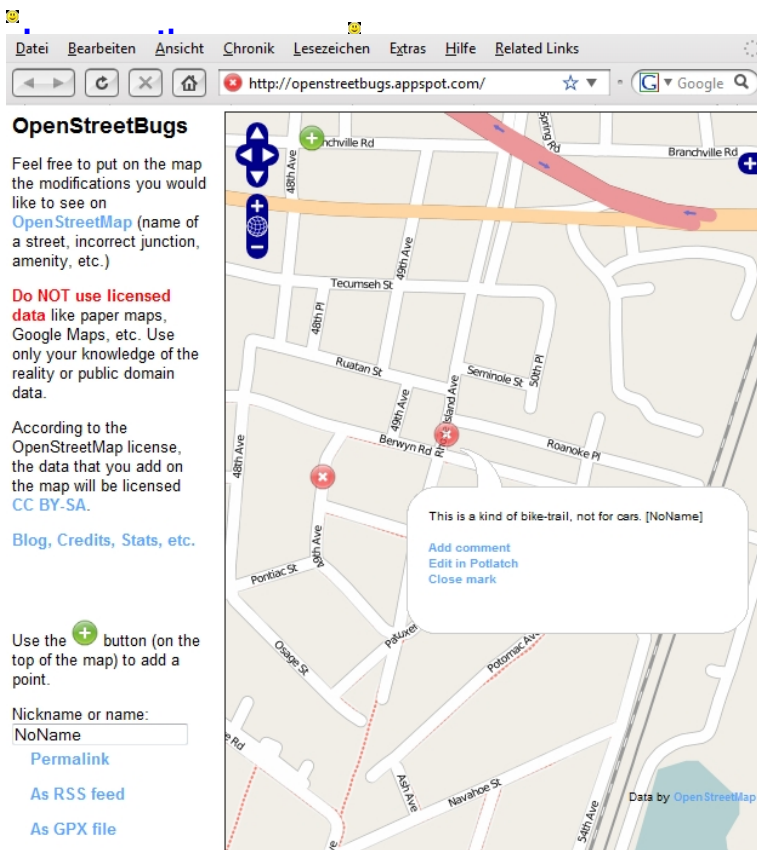 Datei Bearbeiten Ansicht Chronik Lesezeichen Extras Hilfe Related Links
http://openstreetbugs.appspot.com/
G Google
OpenStreetBugs
Feel free to put on the map
the modifications you would
like to see on
OpenStreetMap (name of
a street, incorrect junction,
amenity, etc.)
Do NOT use licensed
data like paper maps,
Google Maps, etc. Use
only your knowledge of the
reality or public domain
data.
According to the
OpenStreetMap license,
the data that you add on
the map will be licensed
CC BY-SA.
Blog, Credits, Stats, etc.
Use the button (on the
top of the map) to add a
point.
Nickname or name:
NoName
Permalink
As RSS feed
As GPX file
nchville Rd
Spring Rd
Branchville Rd
48th Ave
49th Ave
Tecumseh St
48th Pl
Ruatan St
Seminole St
50th Pl
49th Ave
Island Ave
Berwyn Rd
Roanoke Pl
48th Ave
This is a kind of bike-trail, not for cars. [NoName]
Add comment
Edit in Potlatch
Close mark
49th Ave
Pontiac St
Osage St
Potomac Ave
Rd
Ash Ave
Navahoe St
54th Ave
Data by OpenStreetMap